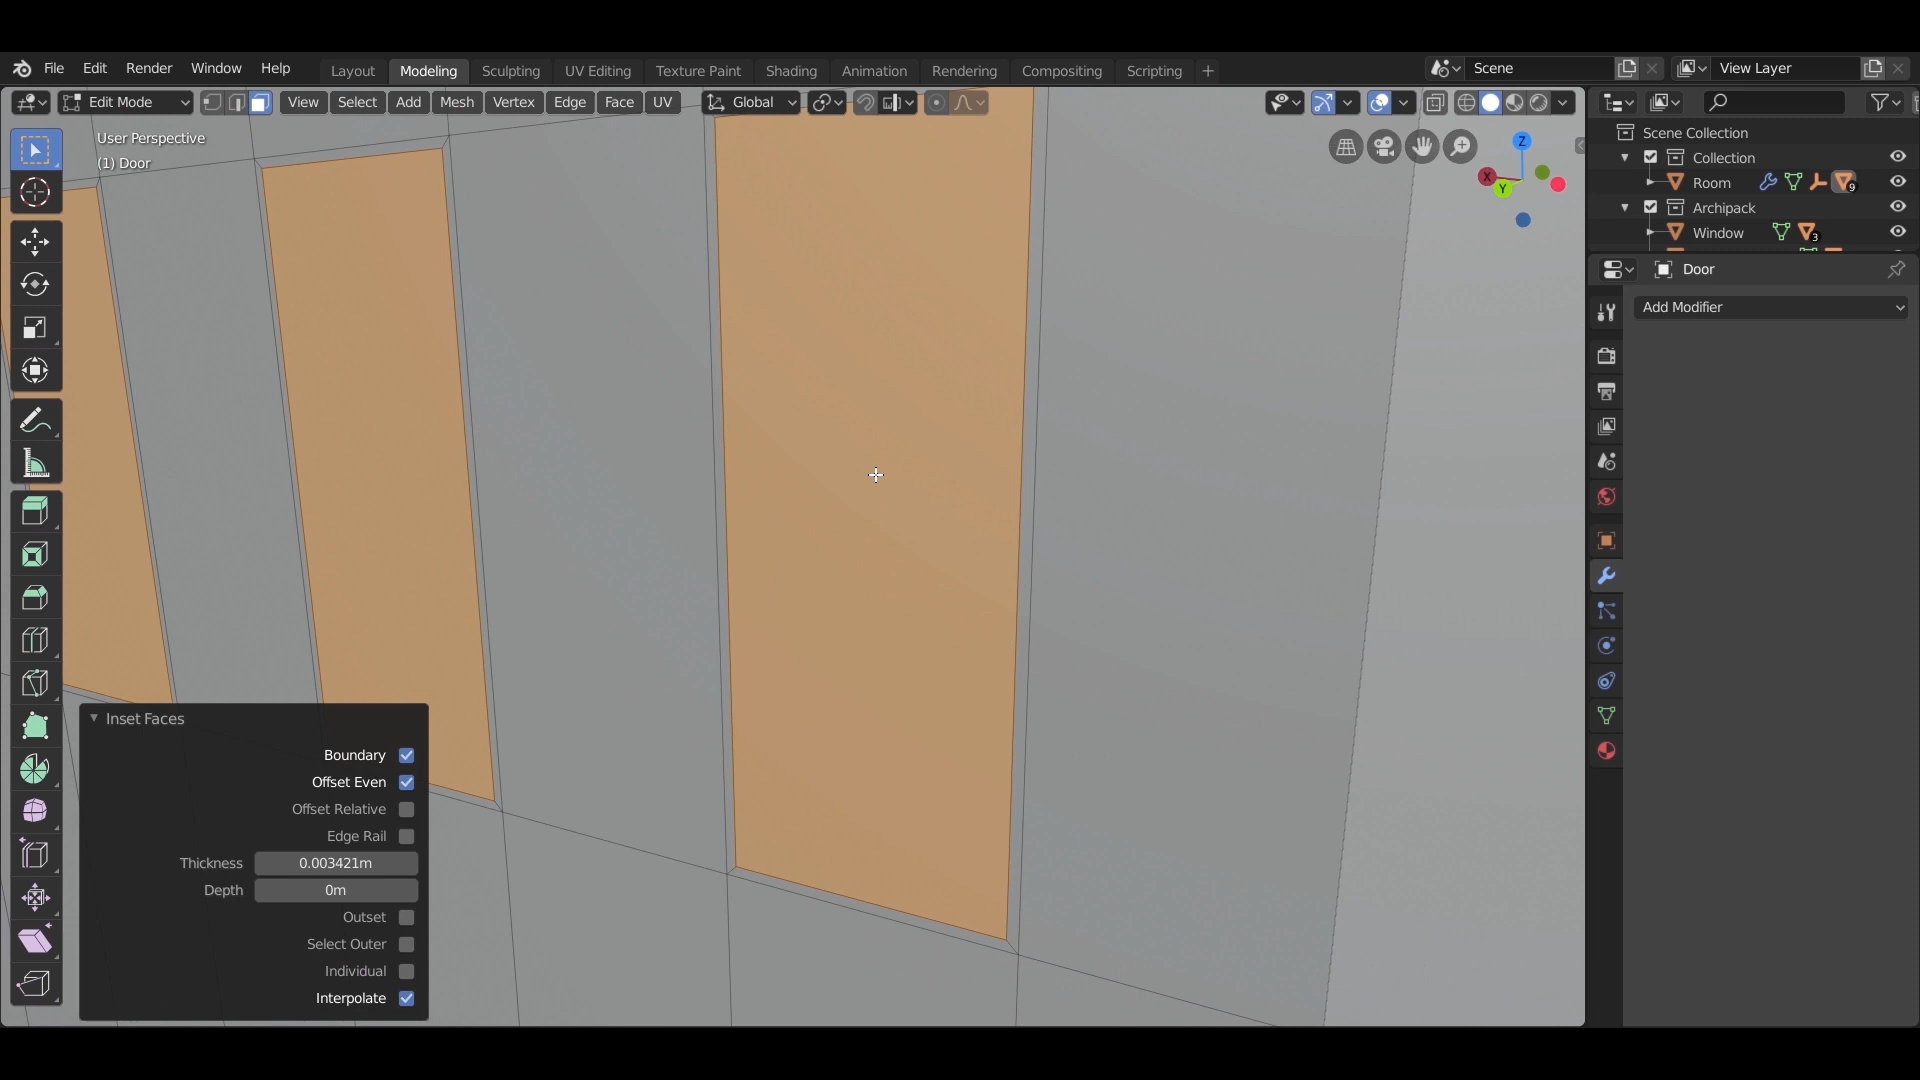 File Edit Render Window Help Layout Modeling Sculpting UV Editing Texture Paint Shading Animation Rendering Compositing Scripting + Scene View Layer
Edit Mode View Select Add Mesh Vertex Edge Face UV Global
User Perspective
(1) Door
Z
X
Y
Scene Collection
Collection
Room 9
Archipack
Window 3
Door
Add Modifier
Inset Faces
Boundary
Offset Even
Offset Relative
Edge Rail
Thickness 0.003421m
Depth 0m
Outset
Select Outer
Individual
Interpolate